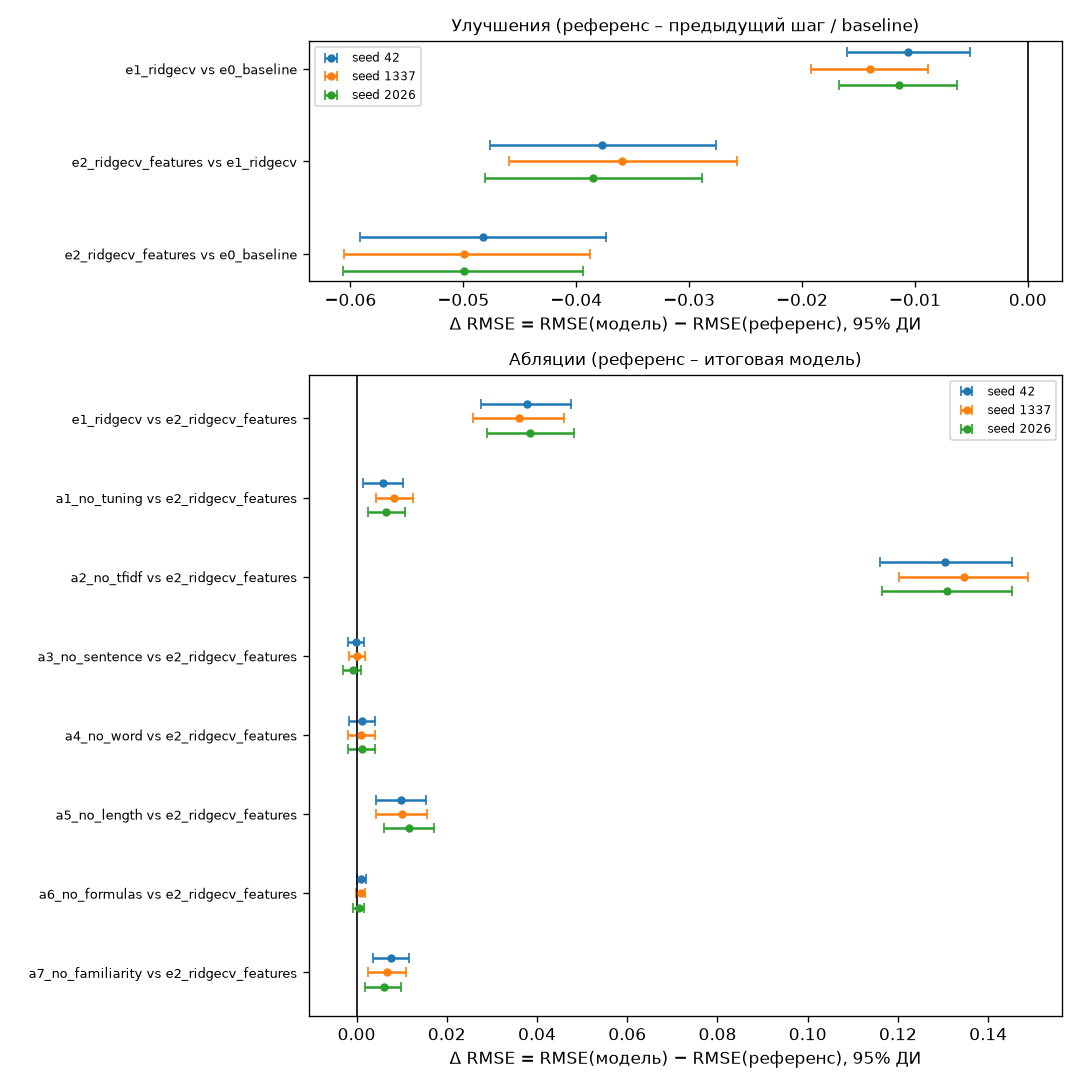 Улучшения (референс – предыдущий шаг / baseline)
seed 42
seed 1337
seed 2026
e1_ridgecv vs e0_baseline
e2_ridgecv_features vs e1_ridgecv
e2_ridgecv_features vs e0_baseline
−0.06 −0.05 −0.04 −0.03 −0.02 −0.01 0.00
Δ RMSE = RMSE(модель) − RMSE(референс), 95% ДИ
Абляции (референс – итоговая модель)
seed 42
seed 1337
seed 2026
e1_ridgecv vs e2_ridgecv_features
a1_no_tuning vs e2_ridgecv_features
a2_no_tfidf vs e2_ridgecv_features
a3_no_sentence vs e2_ridgecv_features
a4_no_word vs e2_ridgecv_features
a5_no_length vs e2_ridgecv_features
a6_no_formulas vs e2_ridgecv_features
a7_no_familiarity vs e2_ridgecv_features
0.00 0.02 0.04 0.06 0.08 0.10 0.12 0.14
Δ RMSE = RMSE(модель) − RMSE(референс), 95% ДИ